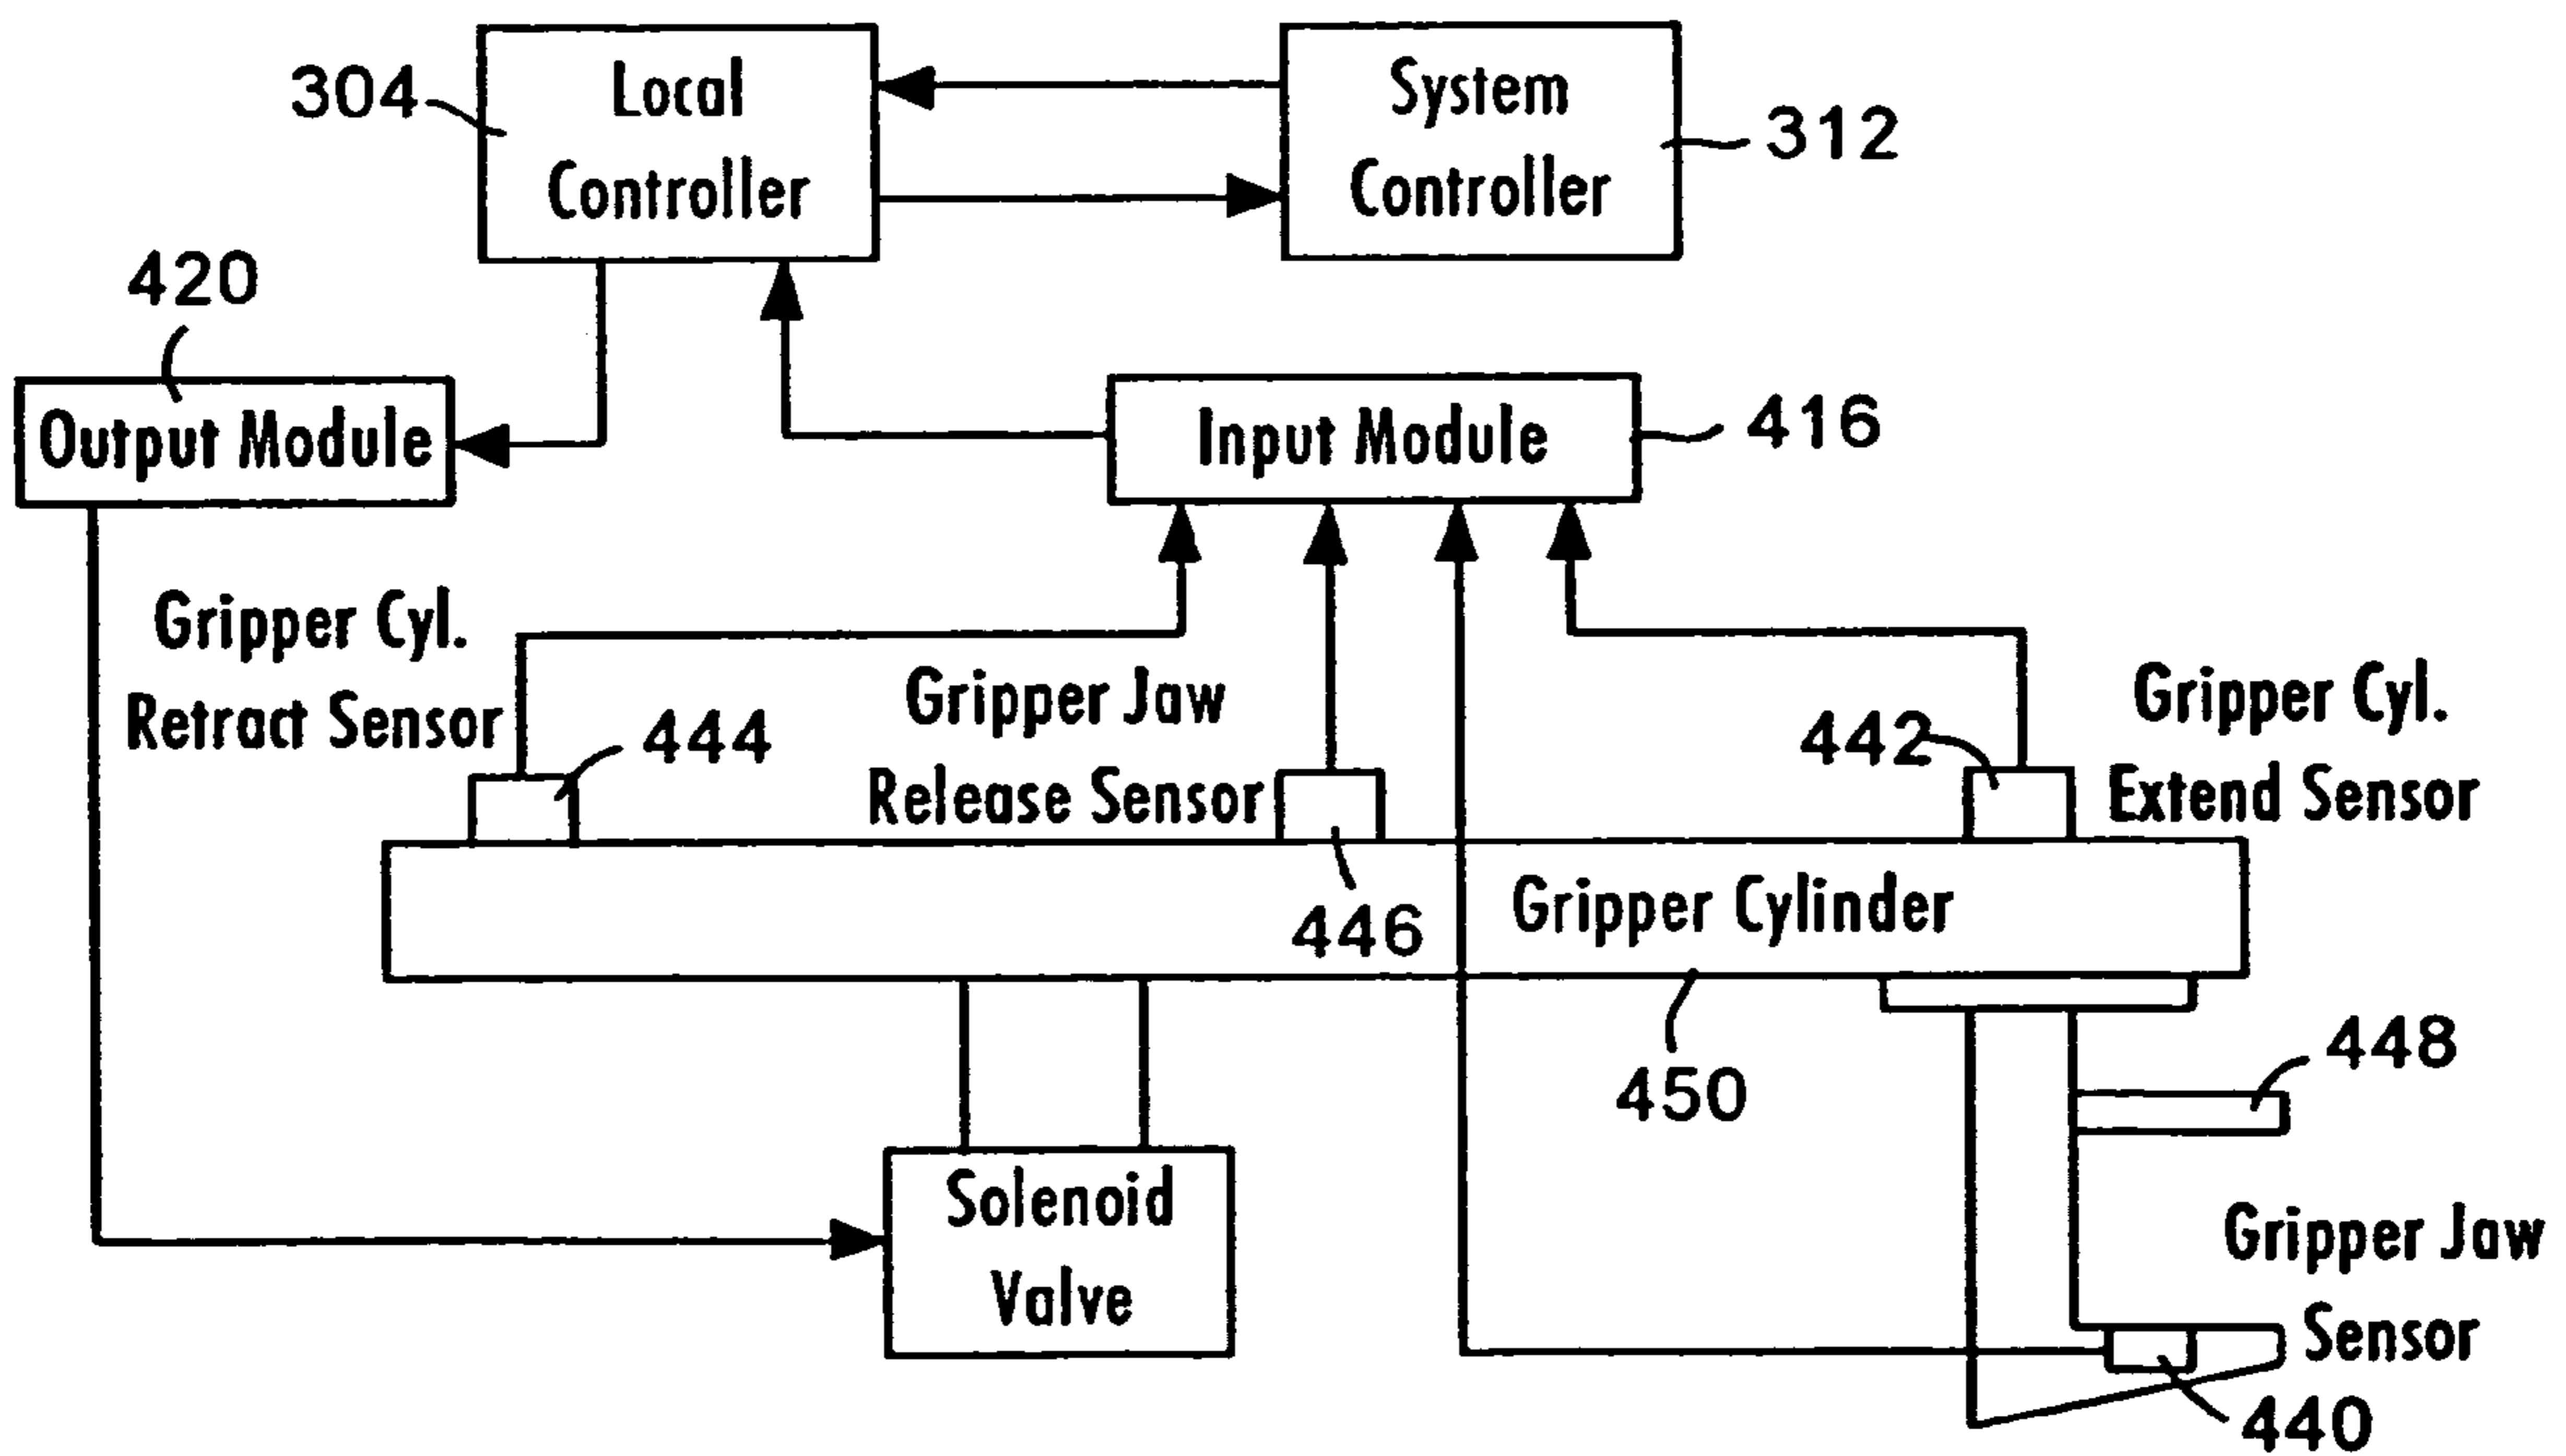 Local
Controller
304
System
Controller
312
420
Output Module
Input Module
416
Gripper Cyl.
Retract Sensor
444
Gripper Jaw
Release Sensor
446
442
Gripper Cyl.
Extend Sensor
Gripper Cylinder
450
448
Solenoid
Valve
Gripper Jaw
Sensor
440